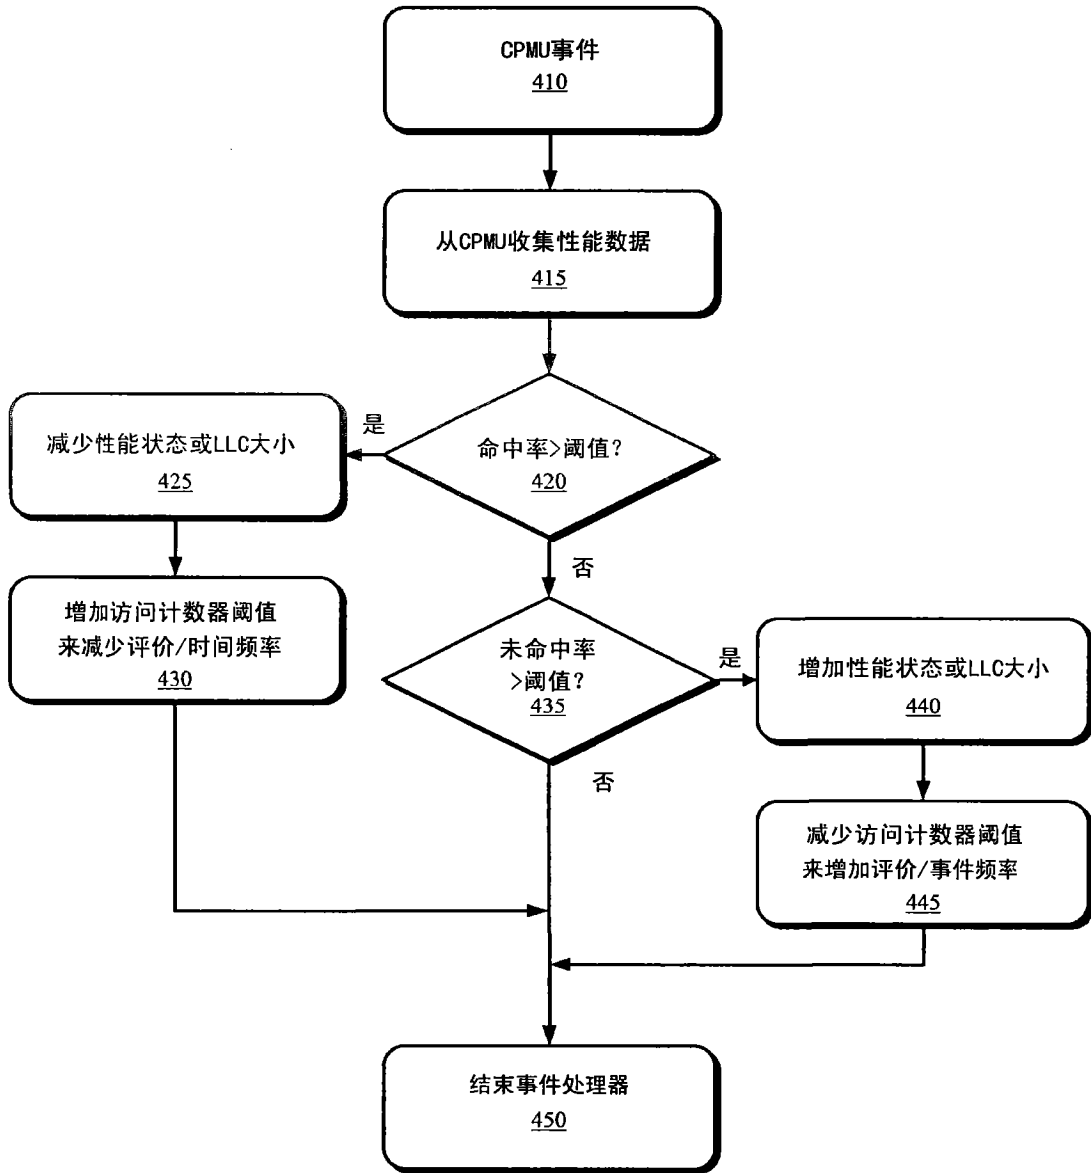 CPMU事件
410
从CPMU收集性能数据
415
命中率>阈值?
420
是
减少性能状态或LLC大小
425
增加访问计数器阈值
来减少评价/时间频率
430
否
未命中率
>阈值?
435
是
增加性能状态或LLC大小
440
减少访问计数器阈值
来增加评价/事件频率
445
否
结束事件处理器
450